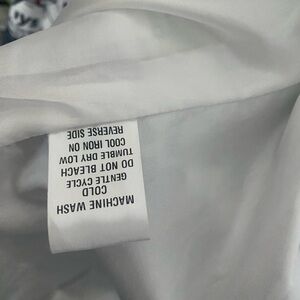 MACHINE WASH
COLD
GENTLE CYCLE
DO NOT BLEACH
TUMBLE DRY LOW
COOL IRON ON
REVERSE SIDE